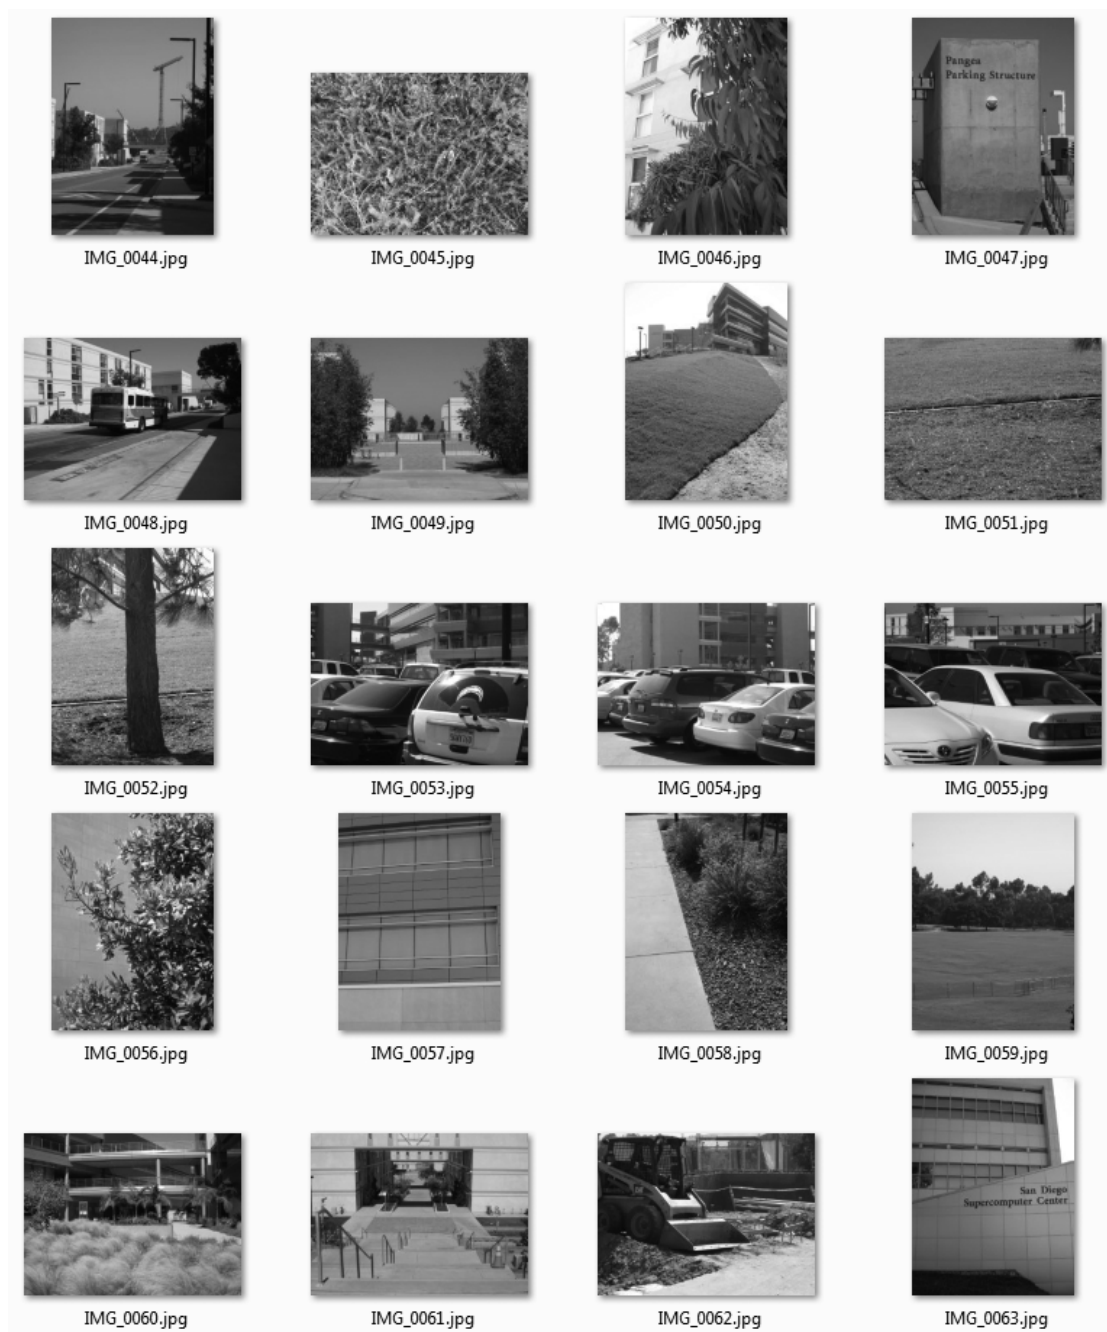 Pangea
Parking Structure
IMG_0044.jpg
IMG_0045.jpg
IMG_0046.jpg
IMG_0047.jpg
IMG_0048.jpg
IMG_0049.jpg
IMG_0050.jpg
IMG_0051.jpg
IMG_0052.jpg
IMG_0053.jpg
IMG_0054.jpg
IMG_0055.jpg
IMG_0056.jpg
IMG_0057.jpg
IMG_0058.jpg
IMG_0059.jpg
San Diego
Supercomputer Center
IMG_0060.jpg
IMG_0061.jpg
IMG_0062.jpg
IMG_0063.jpg